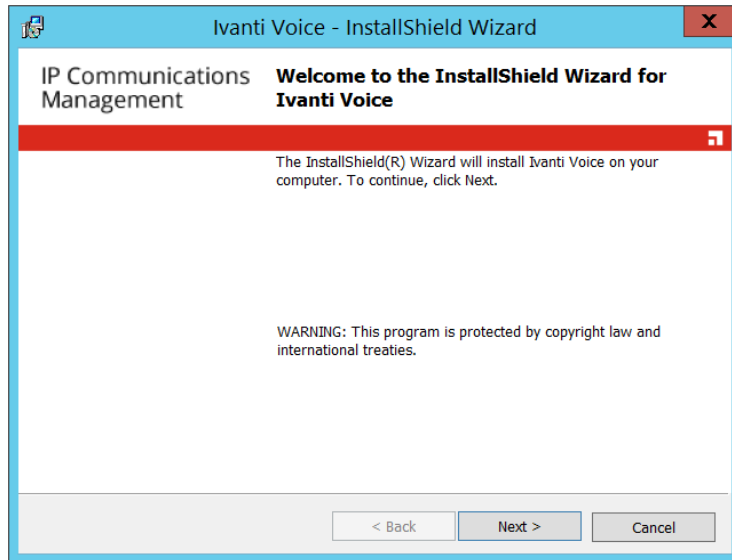 Ivanti Voice - InstallShield Wizard
X
IP Communications
Management
Welcome to the InstallShield Wizard for
Ivanti Voice
The InstallShield(R) Wizard will install Ivanti Voice on your
computer. To continue, click Next.
WARNING: This program is protected by copyright law and
international treaties.
< Back
Next >
Cancel